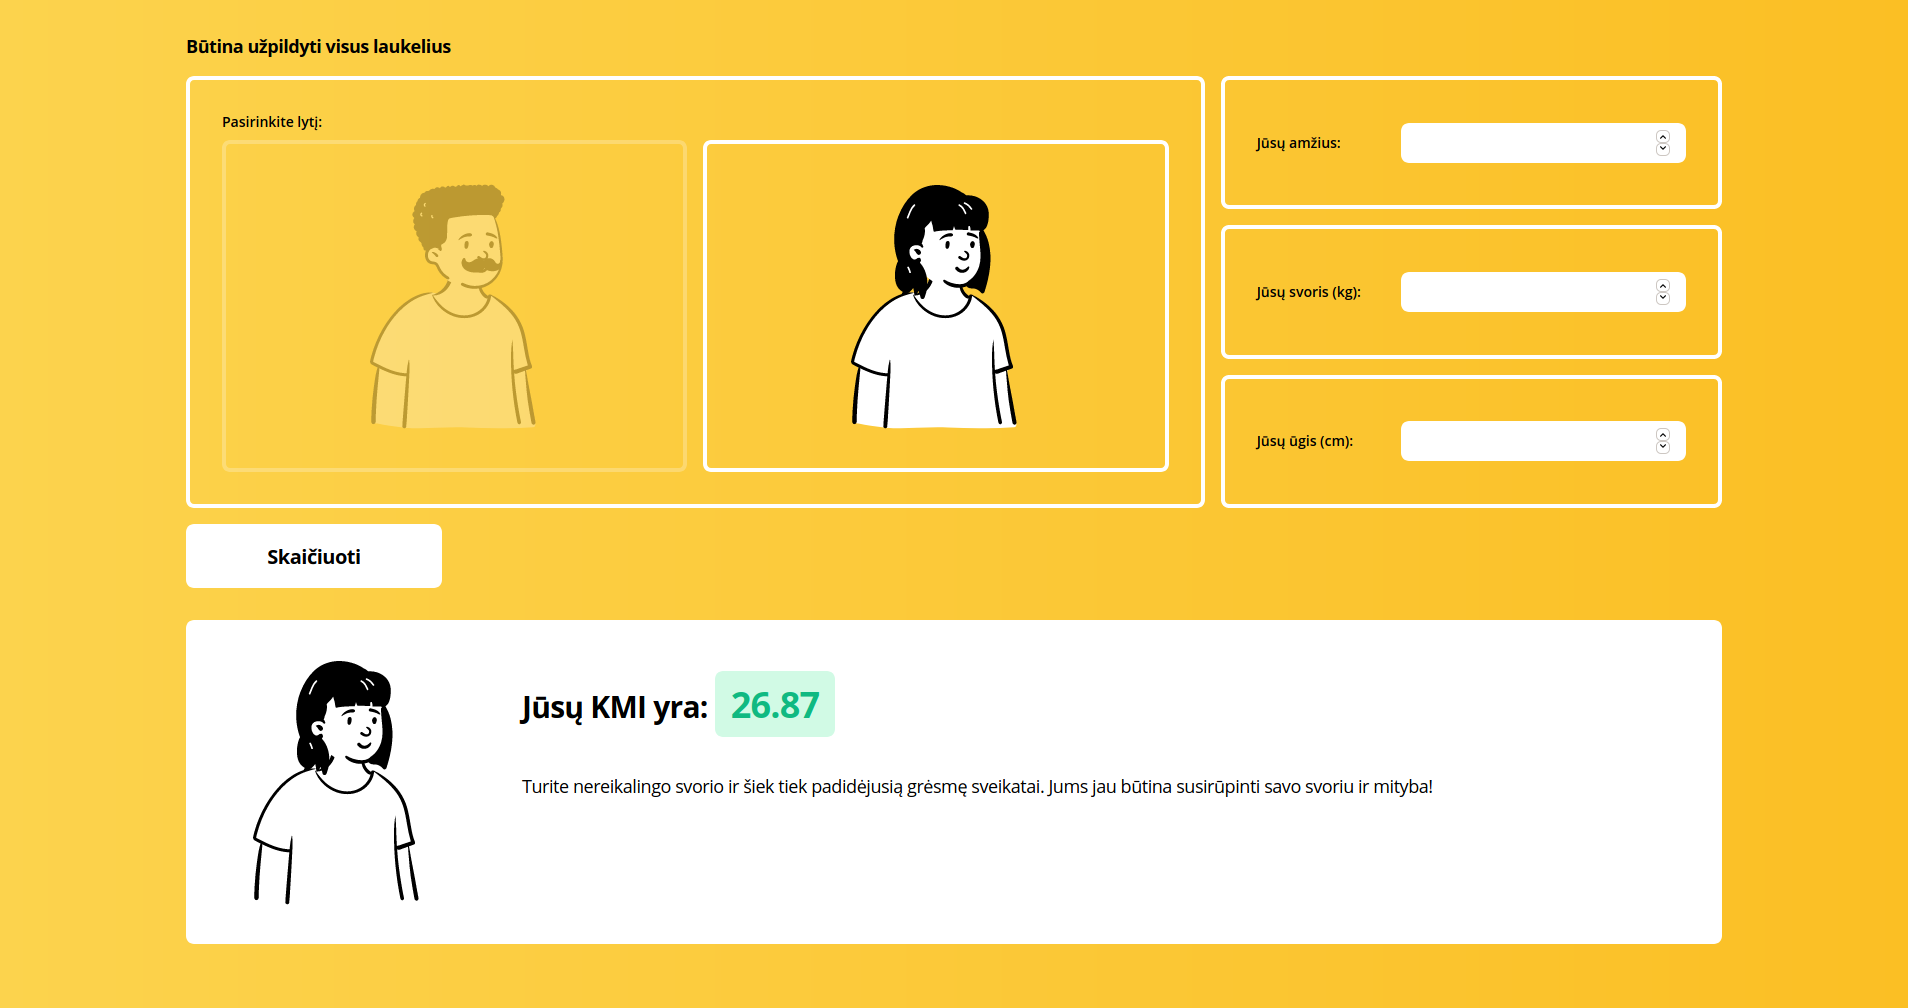 Būtina užpildyti visus laukelius
Pasirinkite lytį:
Jūsų amžius:
Jūsų svoris (kg):
Jūsų ūgis (cm):
Skaičiuoti
Jūsų KMI yra: 26.87
Turite nereikalingo svorio ir šiek tiek padidėjusią grėsmę sveikatai. Jums jau būtina susirūpinti savo svoriu ir mityba!